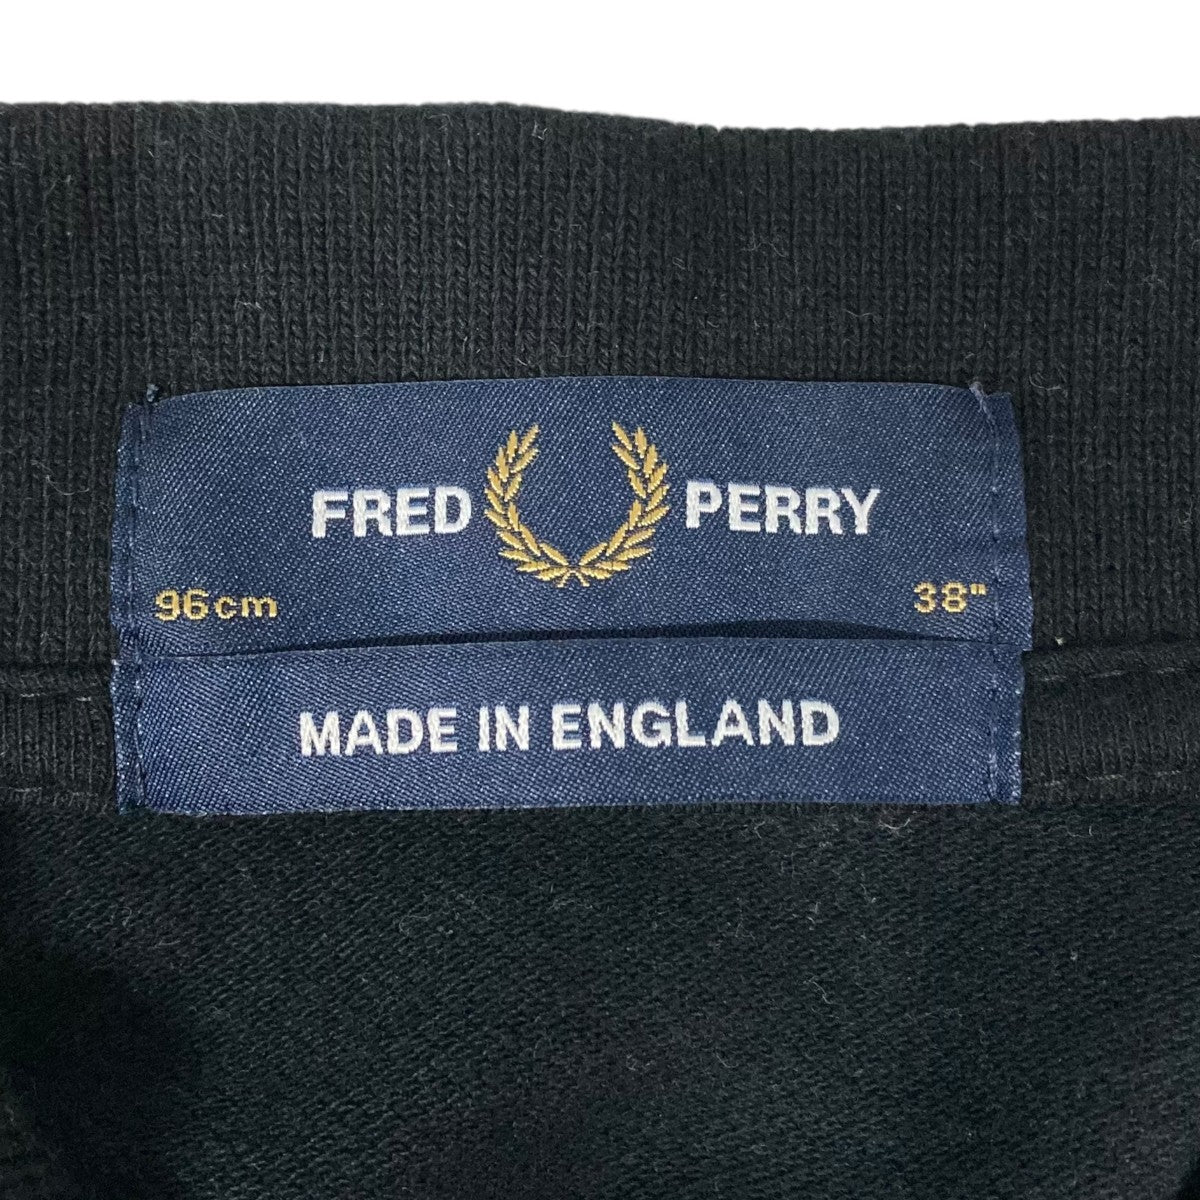 FRED PERRY
96cm 38"
MADE IN ENGLAND